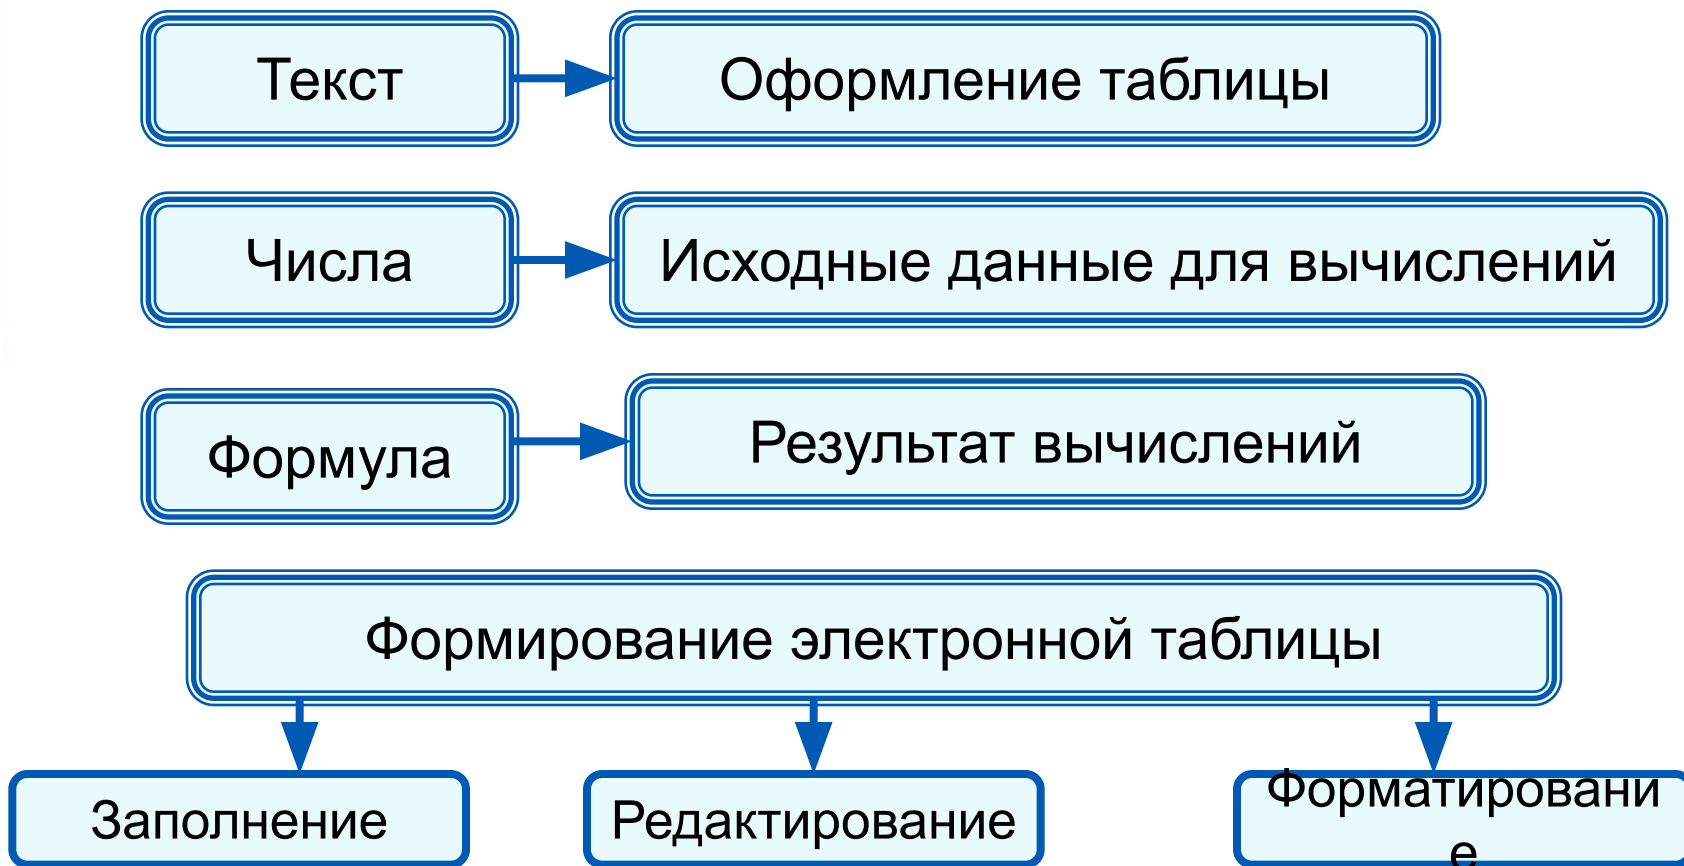 Текст
Оформление таблицы
Числа
Исходные данные для вычислений
Формула
Результат вычислений
Формирование электронной таблицы
Заполнение
Редактирование
Форматировани
е